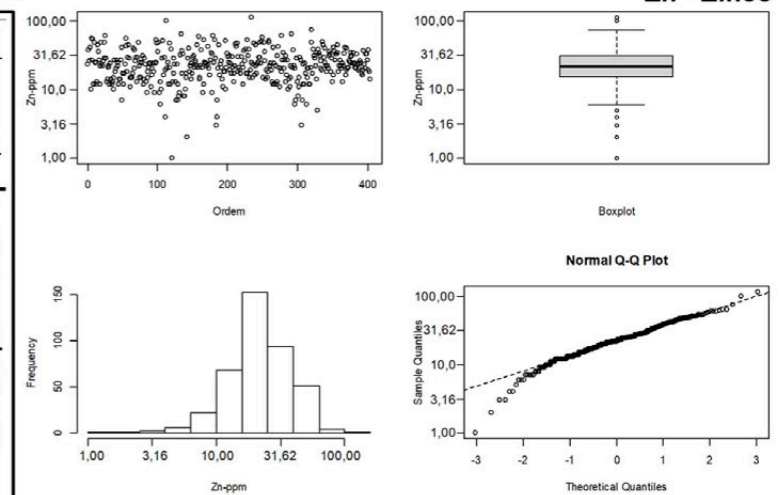 Zn-ppm
100,00
31,62
10,0
3,16
1,00
0 100 200 300 400
Ordem
Zn-ppm
100,00
31,62
10,0
3,16
1,00
Boxplot
Frequency
150
100
50
0
1,00 3,16 10,00 31,62 100,00
Zn-ppm
Normal Q-Q Plot
Sample Quantiles
100,00
31,62
10,0
3,16
1,00
-3 -2 -1 0 1 2 3
Theoretical Quantiles